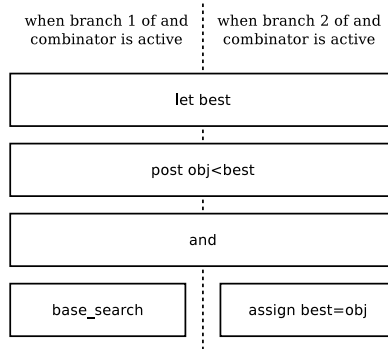 when branch 1 of and
combinator is active
when branch 2 of and
combinator is active
let best
post obj<best
and
base_search
assign best=obj